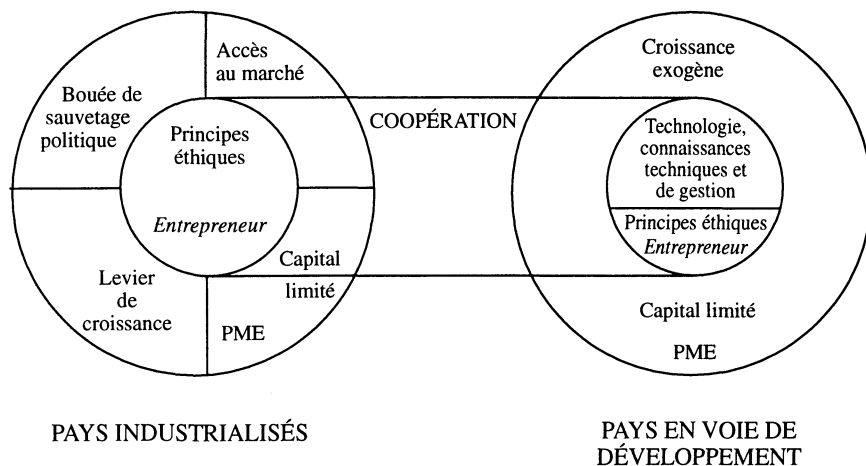 Accès
au marché
Bouée de
sauvetage
politique
Principes
éthiques
Entrepreneur
Levier
de
croissance
Capital
limité
PME
COOPÉRATION
Croissance
exogène
Technologie,
connaissances
techniques et
de gestion
Principes éthiques
Entrepreneur
Capital limité
PME
PAYS INDUSTRIALISÉS
PAYS EN VOIE DE
DÉVELOPPEMENT